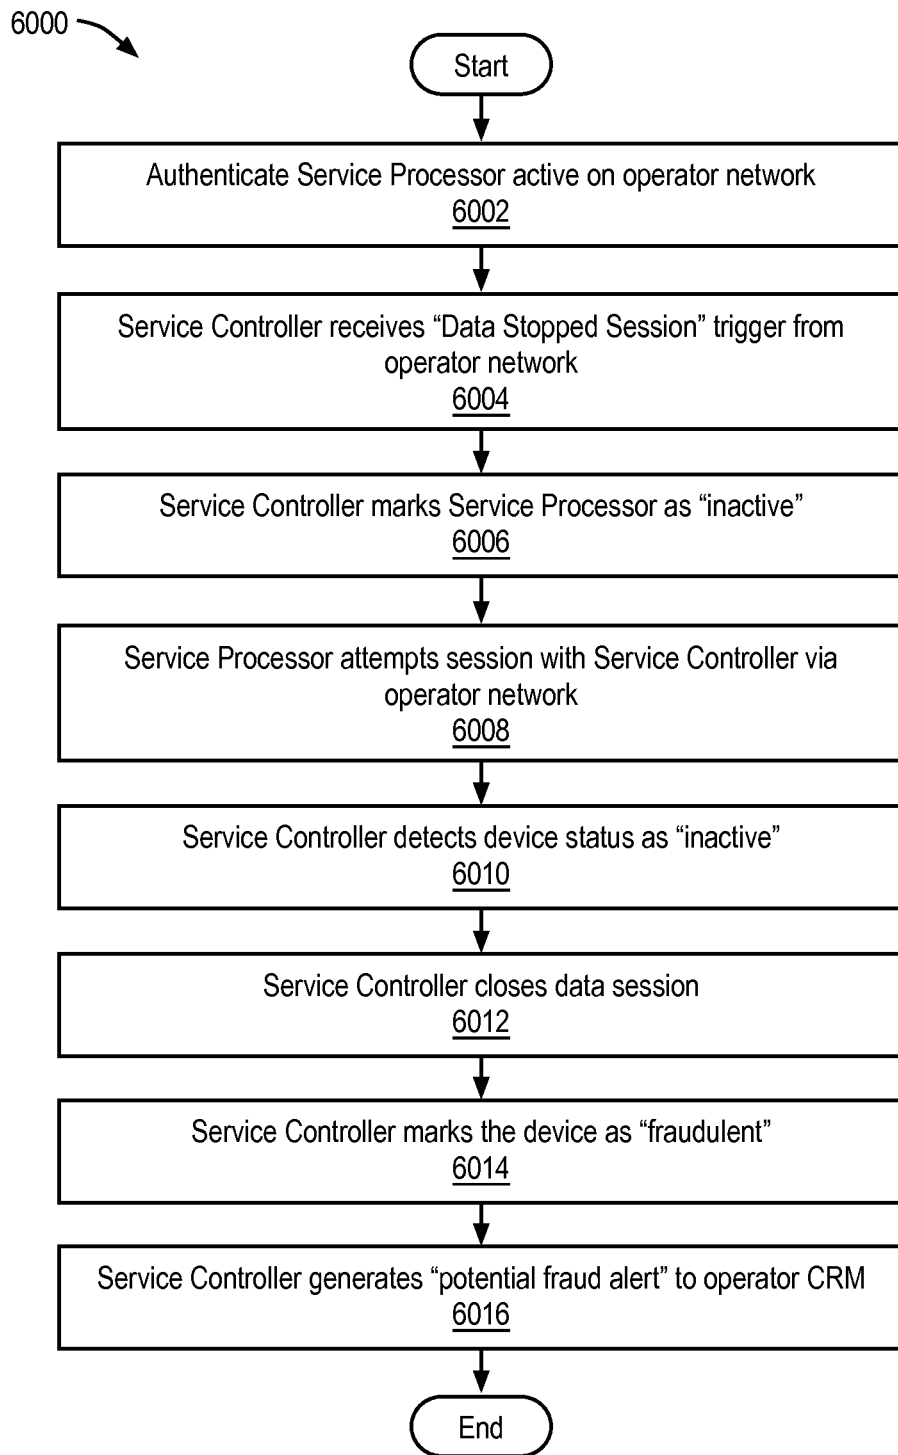 6000
Start
Authenticate Service Processor active on operator network
6002
Service Controller receives “Data Stopped Session” trigger from
operator network
6004
Service Controller marks Service Processor as “inactive”
6006
Service Processor attempts session with Service Controller via
operator network
6008
Service Controller detects device status as “inactive”
6010
Service Controller closes data session
6012
Service Controller marks the device as “fraudulent”
6014
Service Controller generates “potential fraud alert” to operator CRM
6016
End